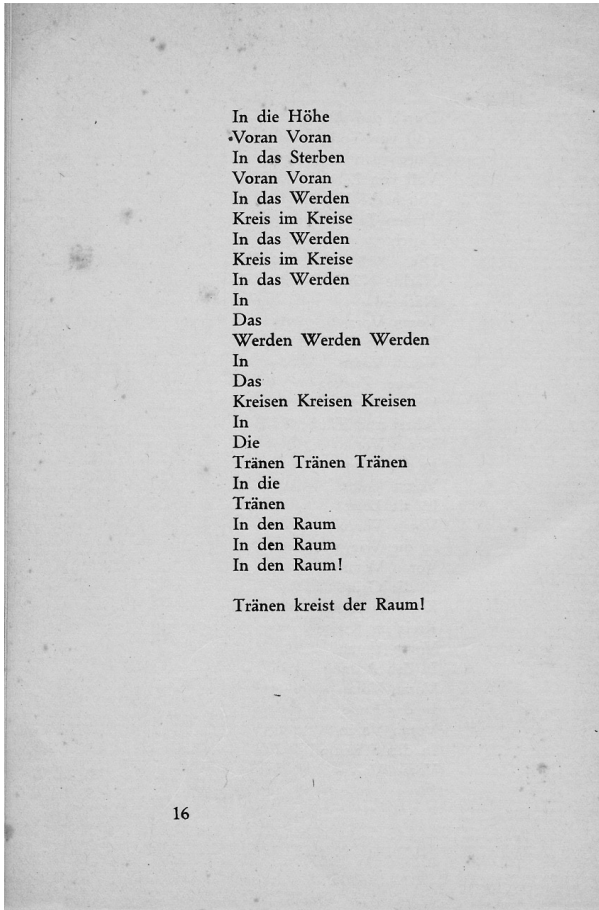 In die Höhe
Voran Voran
In das Sterben
Voran Voran
In das Werden
Kreis im Kreise
In das Werden
Kreis im Kreise
In das Werden
In
Das
Werden Werden Werden
In
Das
Kreisen Kreisen Kreisen
In
Die
Tränen Tränen Tränen
In die
Tränen
In den Raum
In den Raum
In den Raum!
Tränen kreist der Raum!
16